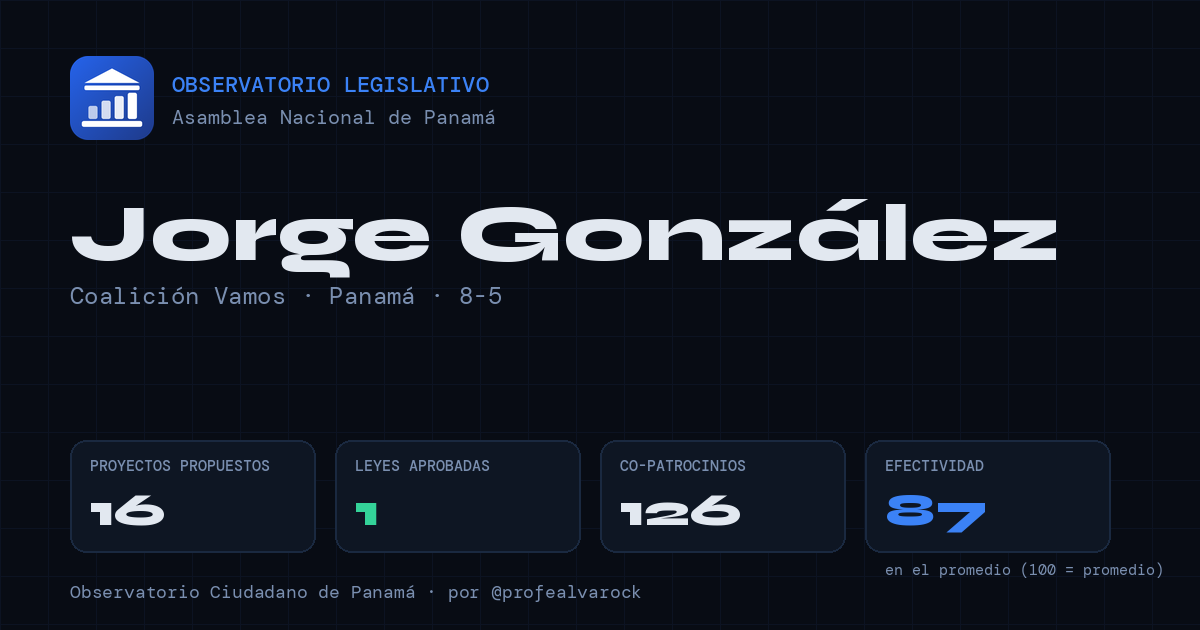 OBSERVATORIO LEGISLATIVO
Asamblea Nacional de Panamá
Jorge González
Coalición Vamos · Panamá · 8-5
PROYECTOS PROPUESTOS
16
LEYES APROBADAS
1
CO-PATROCINIOS
126
EFECTIVIDAD
87
en el promedio (100 = promedio)
Observatorio Ciudadano de Panamá · por @profealvarock